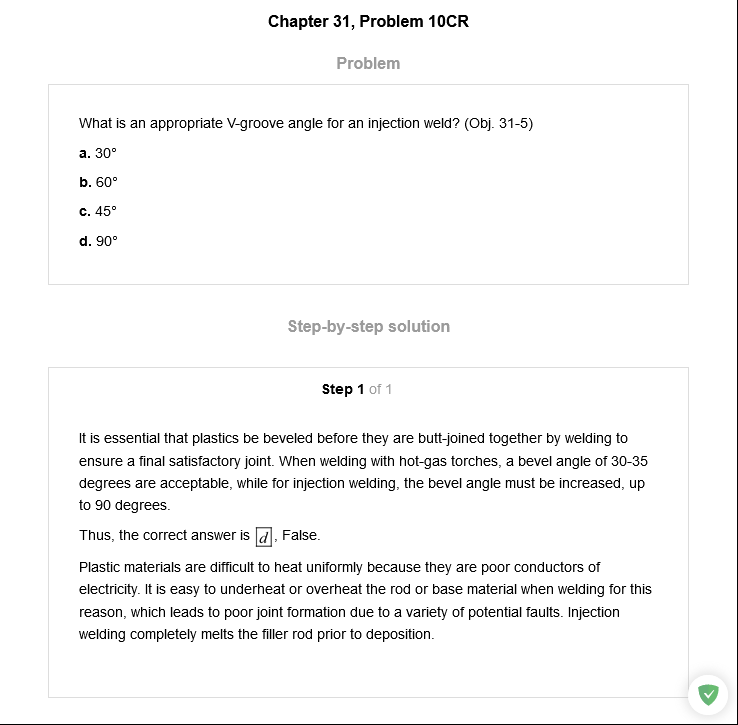 Chapter 31, Problem 10CR
Problem
What is an appropriate V-groove angle for an injection weld? (Obj. 31-5)
a. 30°
b. 60°
c. 45°
d. 90°
Step-by-step solution
Step 1 of 1
It is essential that plastics be beveled before they are butt-joined together by welding to
ensure a final satisfactory joint. When welding with hot-gas torches, a bevel angle of 30-35
degrees are acceptable, while for injection welding, the bevel angle must be increased, up
to 90 degrees.
Thus, the correct answer is d, False.
Plastic materials are difficult to heat uniformly because they are poor conductors of
electricity. It is easy to underheat or overheat the rod or base material when welding for this
reason, which leads to poor joint formation due to a variety of potential faults. Injection
welding completely melts the filler rod prior to deposition.